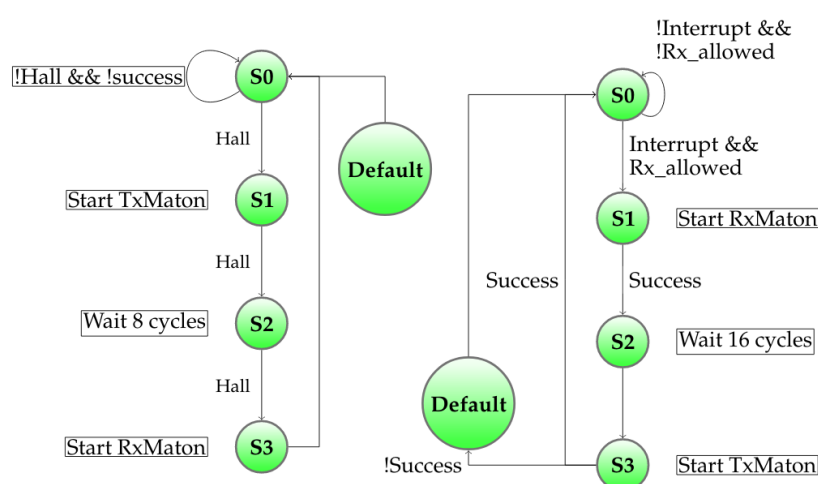 !Hall && !success
S0
Hall
Default
Start TxMaton
S1
Hall
Wait 8 cycles
S2
Hall
Start RxMaton
S3
!Interrupt &&
!Rx_allowed
S0
Interrupt &&
Rx_allowed
S1
Start RxMaton
Success
Success
S2
Wait 16 cycles
Default
!Success
S3
Start TxMaton